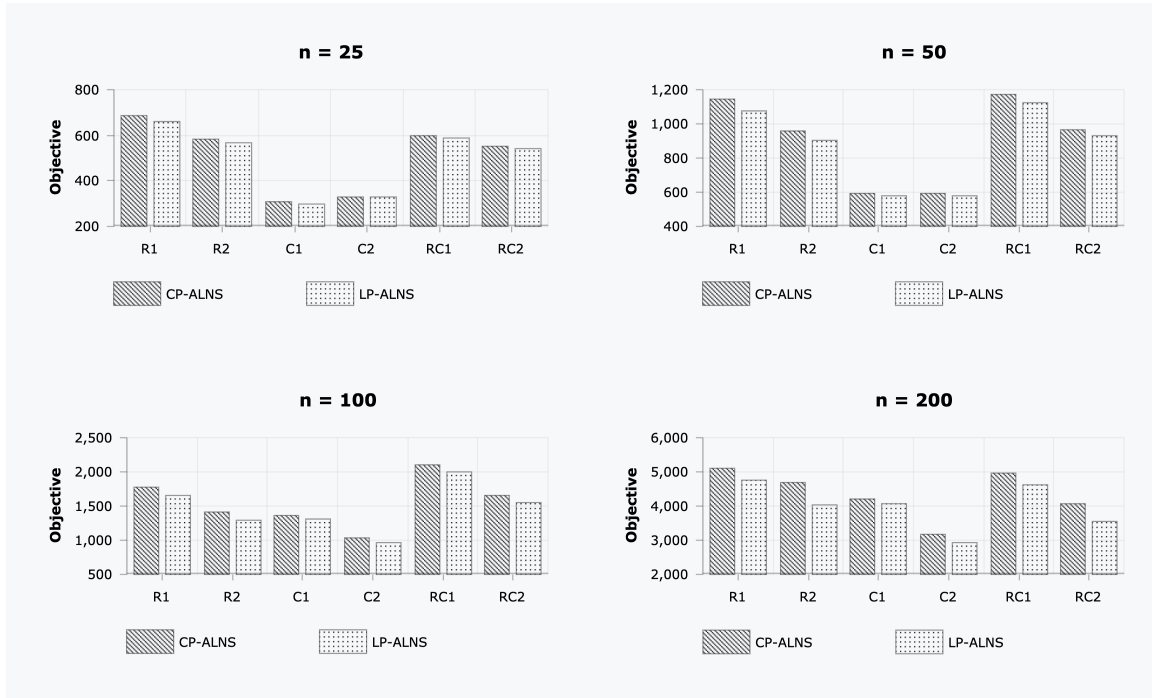 n = 25
Objective
800
600
400
200
R1 R2 C1 C2 RC1 RC2
CP-ALNS LP-ALNS
n = 50
Objective
1,200
1,000
800
600
400
R1 R2 C1 C2 RC1 RC2
CP-ALNS LP-ALNS
n = 100
Objective
2,500
2,000
1,500
1,000
500
R1 R2 C1 C2 RC1 RC2
CP-ALNS LP-ALNS
n = 200
Objective
6,000
5,000
4,000
3,000
2,000
R1 R2 C1 C2 RC1 RC2
CP-ALNS LP-ALNS